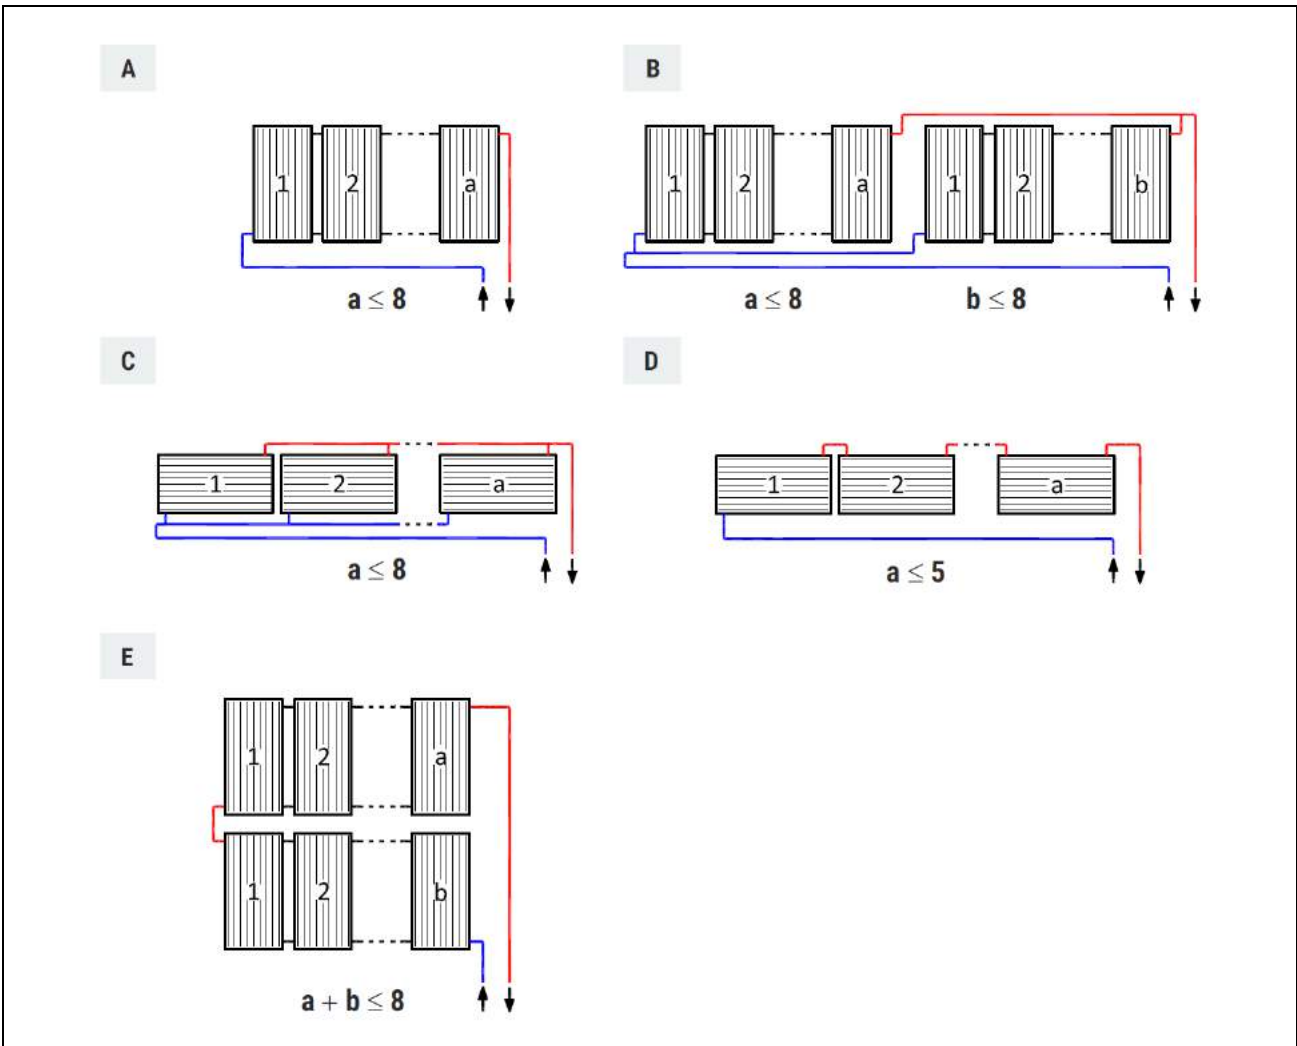 A
B
1 2 a
1 2 a 1 2 b
a ≤ 8
a ≤ 8 b ≤ 8
C
D
1 2 a
1 2 a
a ≤ 8
a ≤ 5
E
1 2 a
1 2 b
a + b ≤ 8